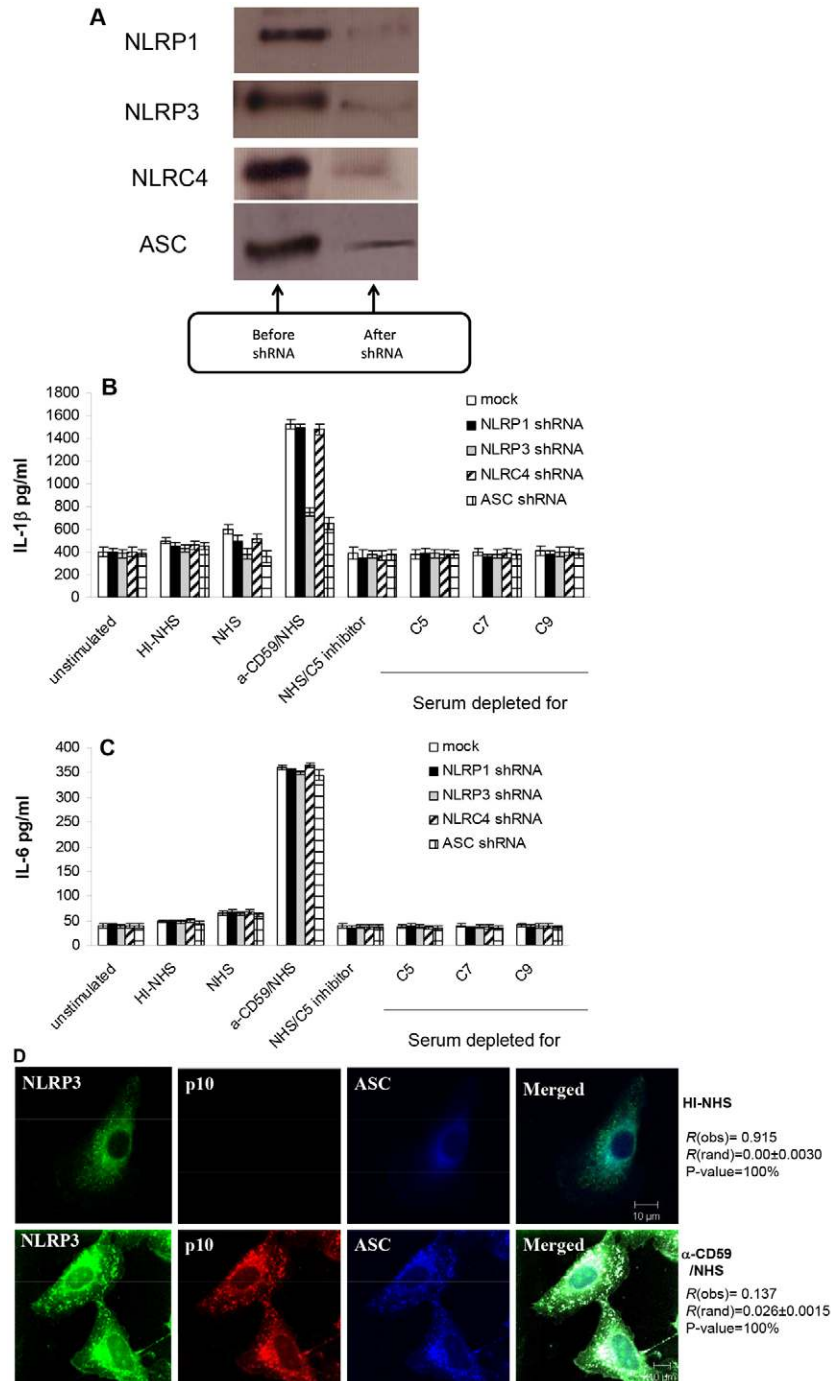 A
NLRP1
NLRP3
NLRC4
ASC
Before shRNA
After shRNA
B
IL-1β pg/ml
1800
1600
1400
1200
1000
800
600
400
200
0
mock
NLRP1 shRNA
NLRP3 shRNA
NLRC4 shRNA
ASC shRNA
unstimulated
HI-NHS
NHS
a-CD59/NHS
NHS/C5 inhibitor
C5
C7
C9
Serum depleted for
C
IL-6 pg/ml
400
350
300
250
200
150
100
50
0
mock
NLRP1 shRNA
NLRP3 shRNA
NLRC4 shRNA
ASC shRNA
unstimulated
HI-NHS
NHS
a-CD59/NHS
NHS/C5 inhibitor
C5
C7
C9
Serum depleted for
D
NLRP3
p10
ASC
Merged
HI-NHS
R(obs)= 0.915
R(rand)=0.00±0.0030
P-value=100%
10 µm
NLRP3
p10
ASC
Merged
α-CD59
/NHS
R(obs)= 0.137
R(rand)=0.026±0.0015
P-value=100%